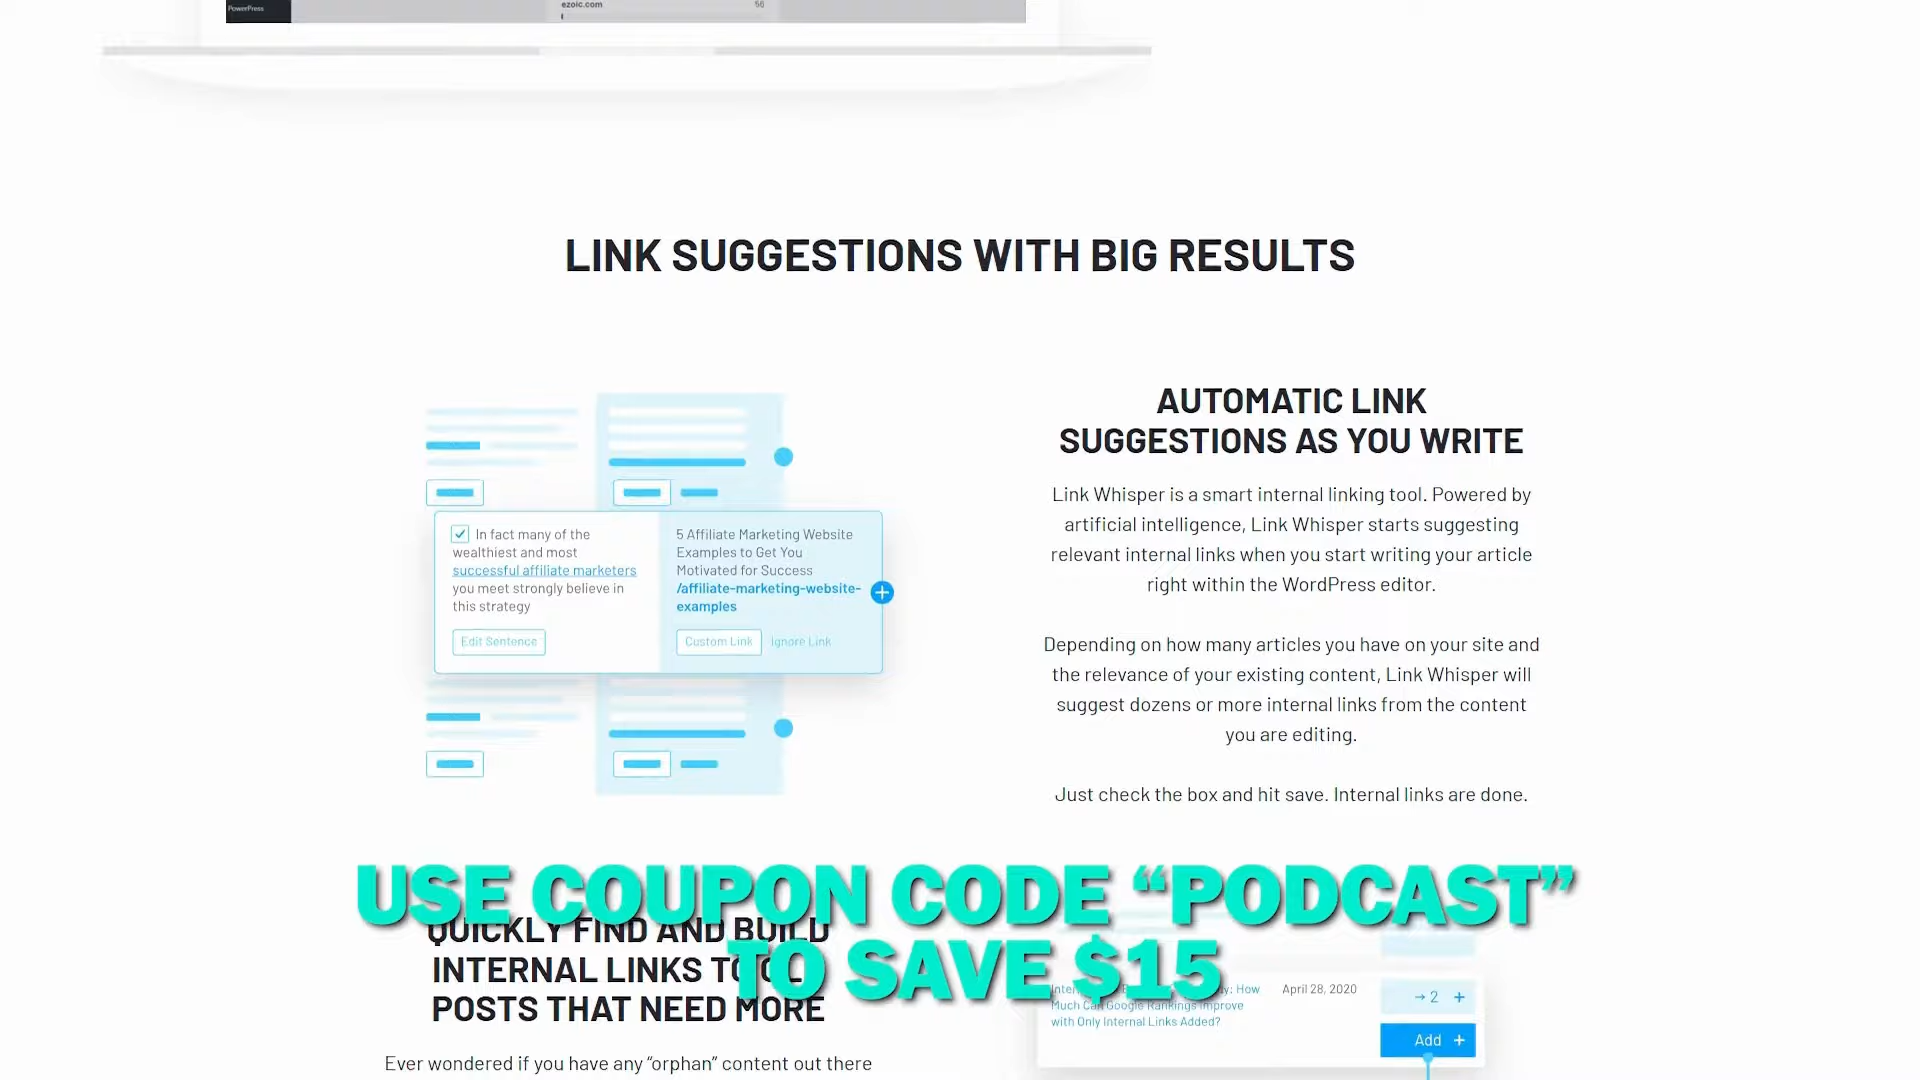 PowerPress
ezoic.com 56
LINK SUGGESTIONS WITH BIG RESULTS
In fact many of the
wealthiest and most
successful affiliate marketers
you meet strongly believe in
this strategy
Edit Sentence
5 Affiliate Marketing Website
Examples to Get You
Motivated for Success
/affiliate-marketing-website-
examples
Custom Link Ignore Link
AUTOMATIC LINK
SUGGESTIONS AS YOU WRITE
Link Whisper is a smart internal linking tool. Powered by
artificial intelligence, Link Whisper starts suggesting
relevant internal links when you start writing your article
right within the WordPress editor.
Depending on how many articles you have on your site and
the relevance of your existing content, Link Whisper will
suggest dozens or more internal links from the content
you are editing.
Just check the box and hit save. Internal links are done.
USE COUPON CODE “PODCAST”
TO SAVE $15
QUICKLY FIND AND BUILD
INTERNAL LINKS TO
POSTS THAT NEED MORE
Ever wondered if you have any “orphan” content out there
How
Much Can Google Rankings Improve
with Only Internal Links Added?
April 28, 2020
→ 2 +
Add +